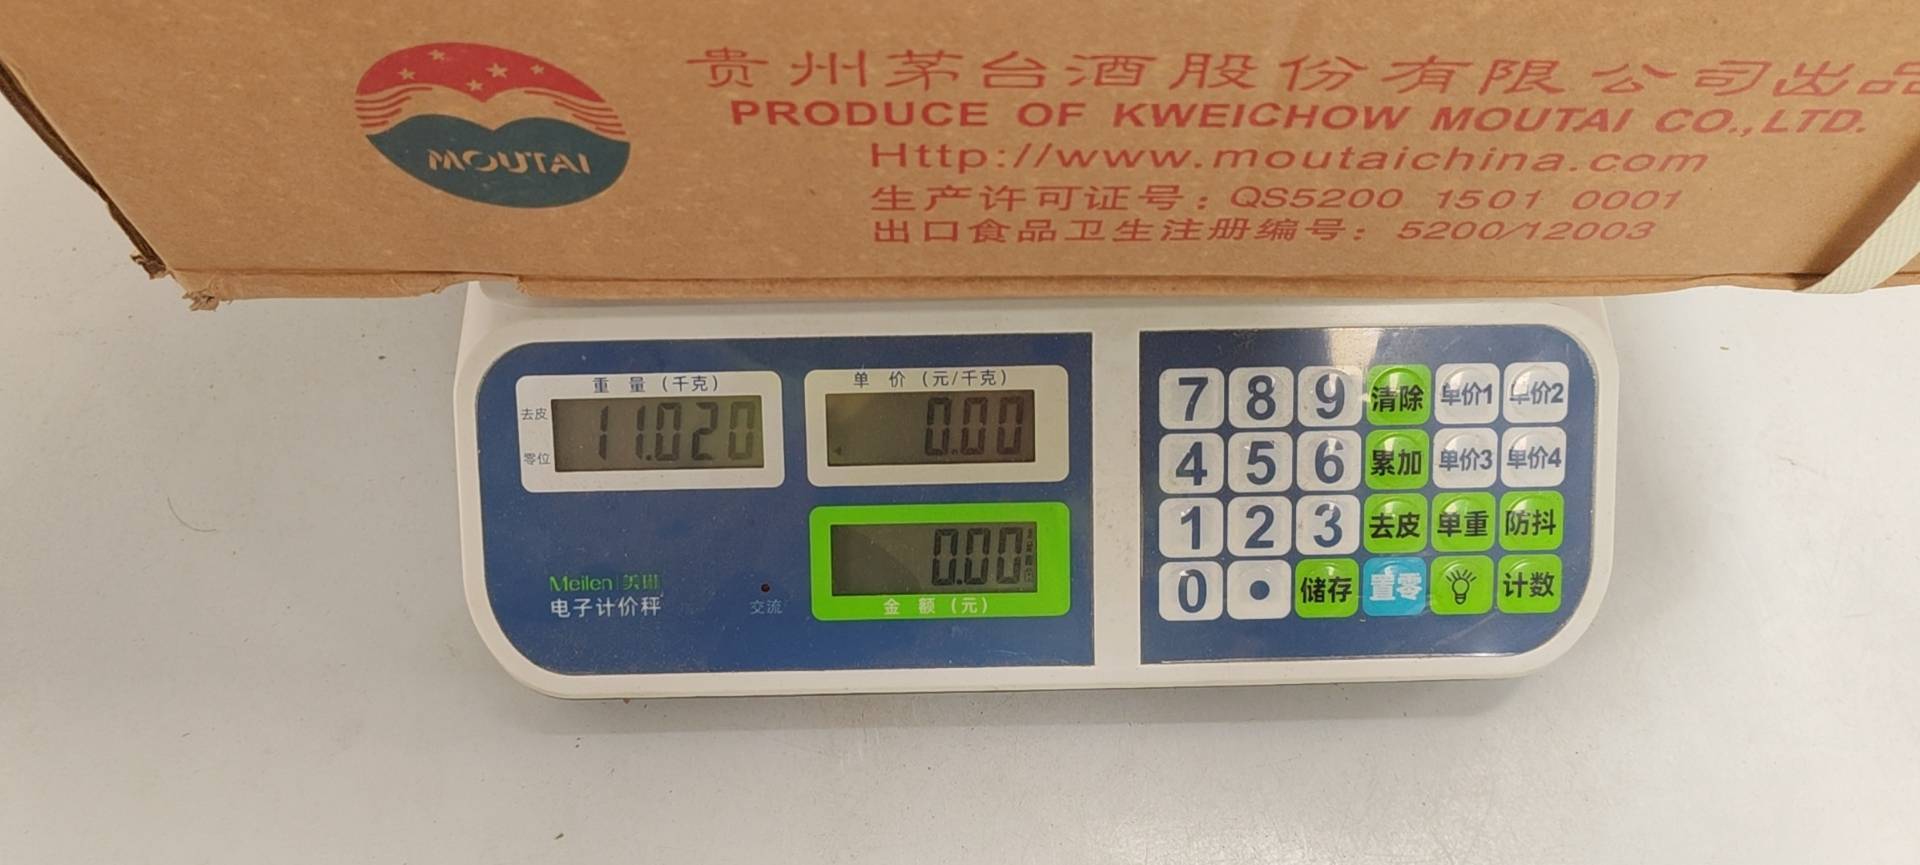 MOUTAI
贵州茅台酒股份有限公司出品
PRODUCE OF KWEICHOW MOUTAI CO.,LTD.
Http://www.moutaichina.com
生产许可证号：QS5200 1501 0001
出口食品卫生注册编号：5200/12003
重量(千克)
去皮
11.020
零位
单价(元/千克)
0.00
0.00
金额(元)
Meilen 美琳
电子计价秤
交流
7 8 9 清除 单价1 单价2
4 5 6 累加 单价3 单价4
1 2 3 去皮 单重 防抖
0 • 储存 置零 计数